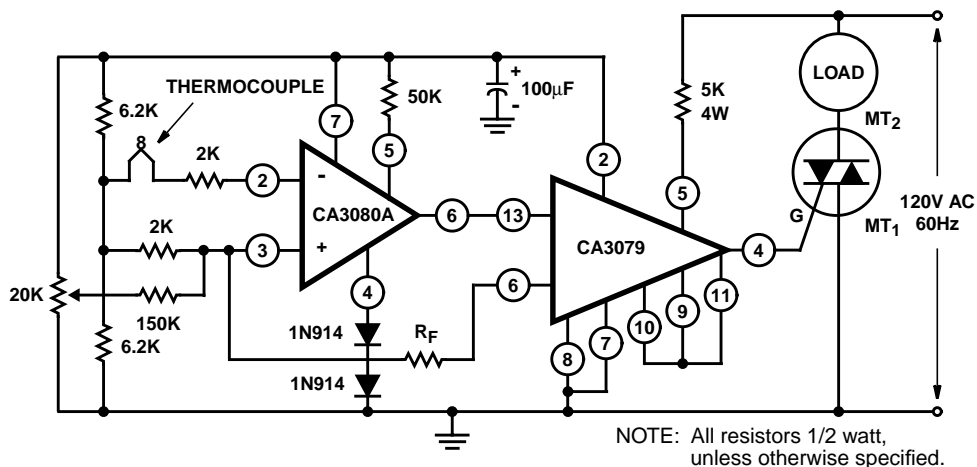 THERMOCOUPLE
6.2K
8
2K
2
7
50K
5
+
100μF
-
2
5K
4W
5
LOAD
MT2
120V AC
60Hz
G
MT1
-
CA3080A
+
6
13
CA3079
4
2K
3
4
6
20K
150K
6.2K
1N914
RF
1N914
8
7
10
9
11
NOTE: All resistors 1/2 watt,
unless otherwise specified.